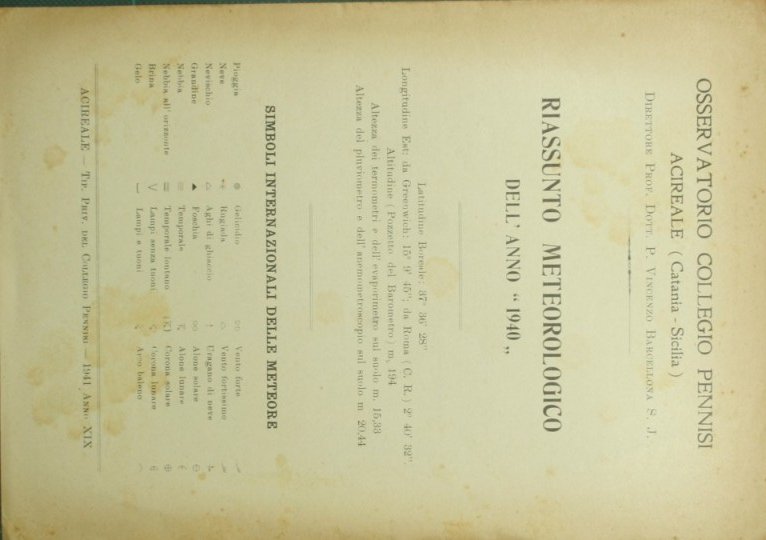 OSSERVATORIO COLLEGIO PENNISI
ACIREALE ( Catania - Sicilia )
DIRETTORE PROF. DOTT. P. VINCENZO BARCELLONA S. J.
RIASSUNTO METEOROLOGICO
DELL' ANNO “ 1940 „
Latitudine Boreale: 37° 36' 28"
Longitudine Est: da Greenwich: 15° 9' 45"; da Roma ( C. R. ) 2° 40' 32".
Altitudine ( Pozzetto del Barometro ) m. 194
Altezza dei termometri e dell' evaporimetro sul suolo m. 15,33
Altezza del pluviometro e dell' anemometroscopio sul suolo m 20,44
SIMBOLI INTERNAZIONALI DELLE METEORE
Pioggia Gelicidio Vento forte
Neve Rugiada Vento fortissimo
Nevischio Aghi di ghiaccio Uragano di neve
Grandine ▲ Foschia ∞ Alone solare
Nebbia ≡ Temporale Alone lunare
Nebbia all' orizzonte Temporale lontano Corona solare
Brina Lampi senza tuoni Corona lunare
Gelo Lampi e tuoni Arco baleno
ACIREALE — TIP. PRIV. DEL COLLEGIO PENNISI — 1941 ANNO XIX